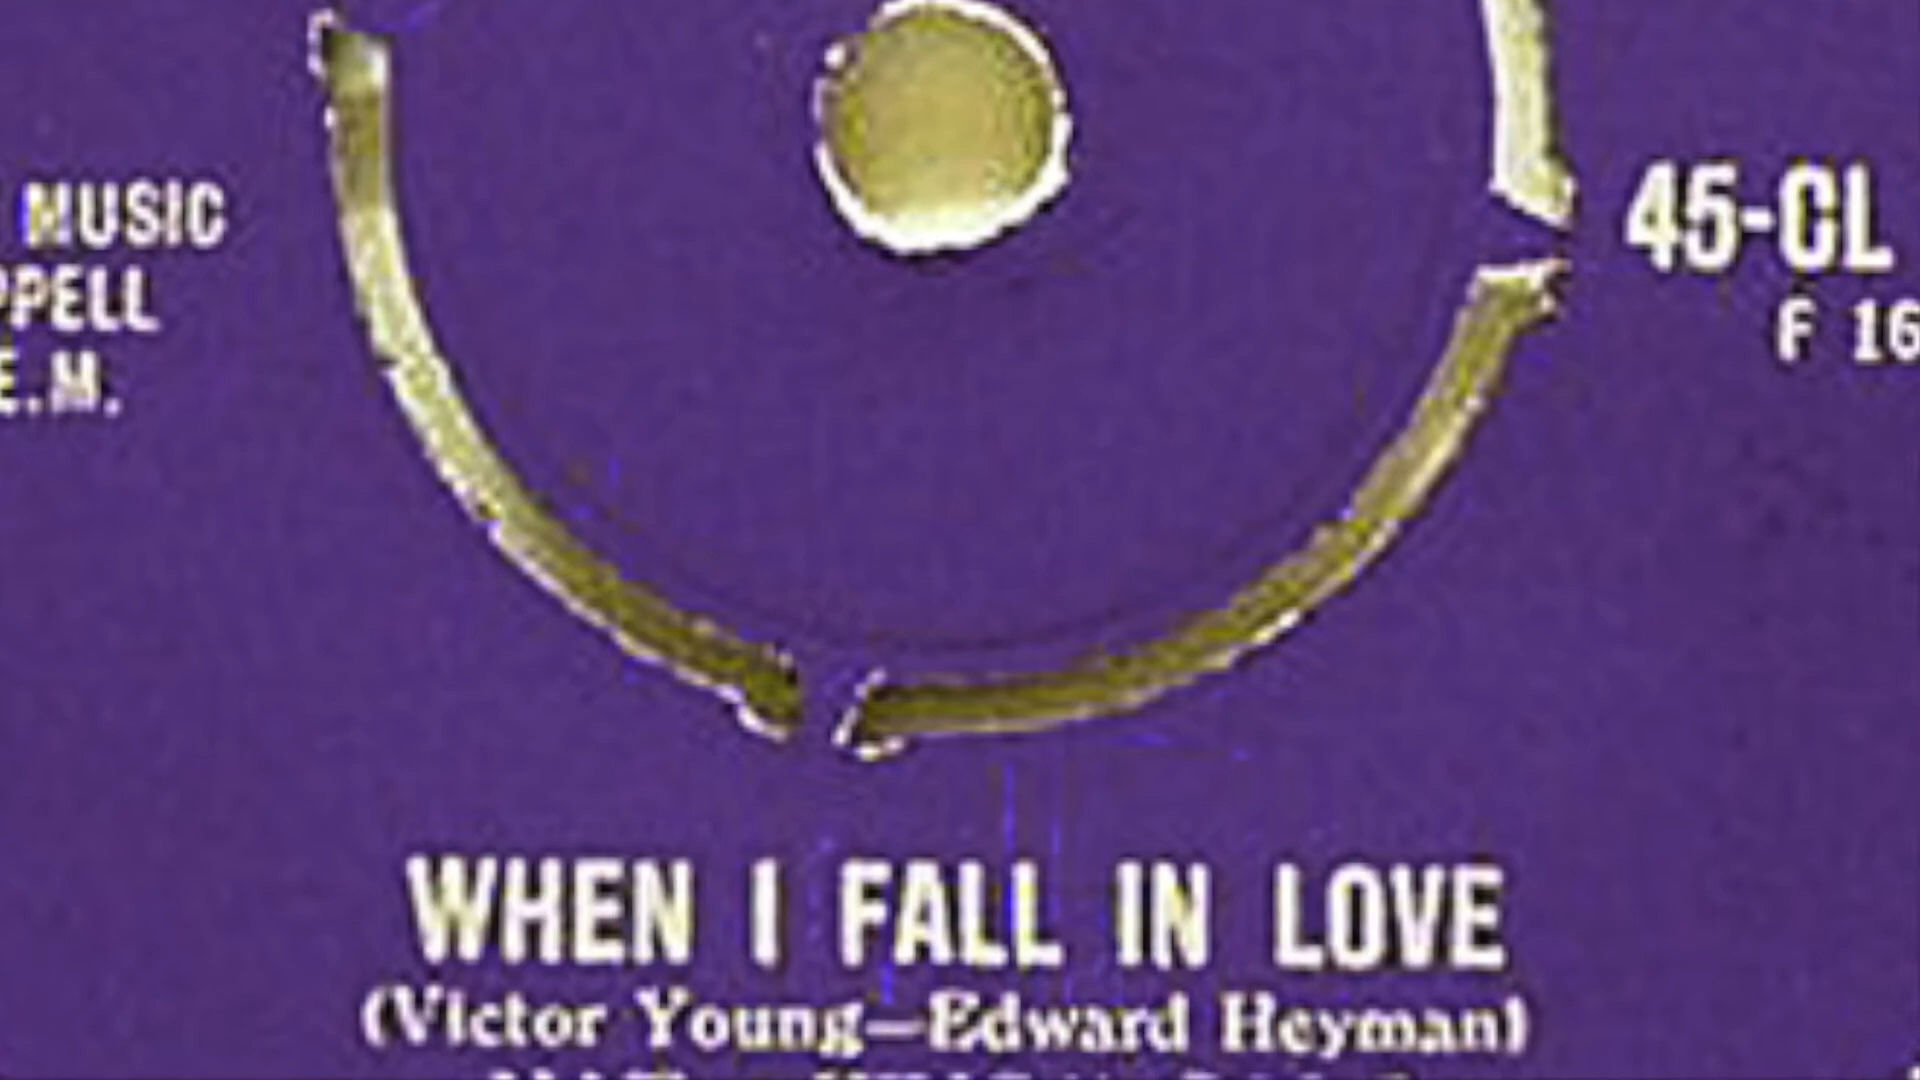 MUSIC
PPELL
E.M.
45-CL
F 16
WHEN I FALL IN LOVE
(Victor Young—Edward Heyman)